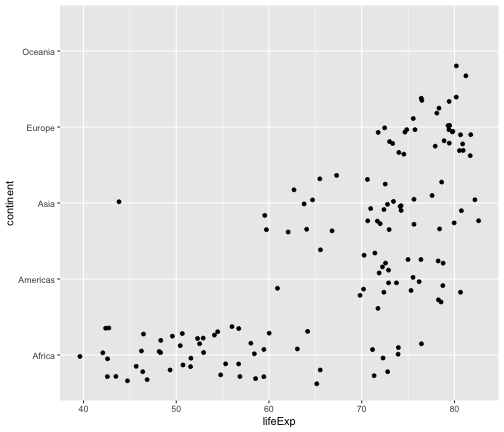 Oceania
Europe
Asia
Americas
Africa
continent
40 50 60 70 80
lifeExp